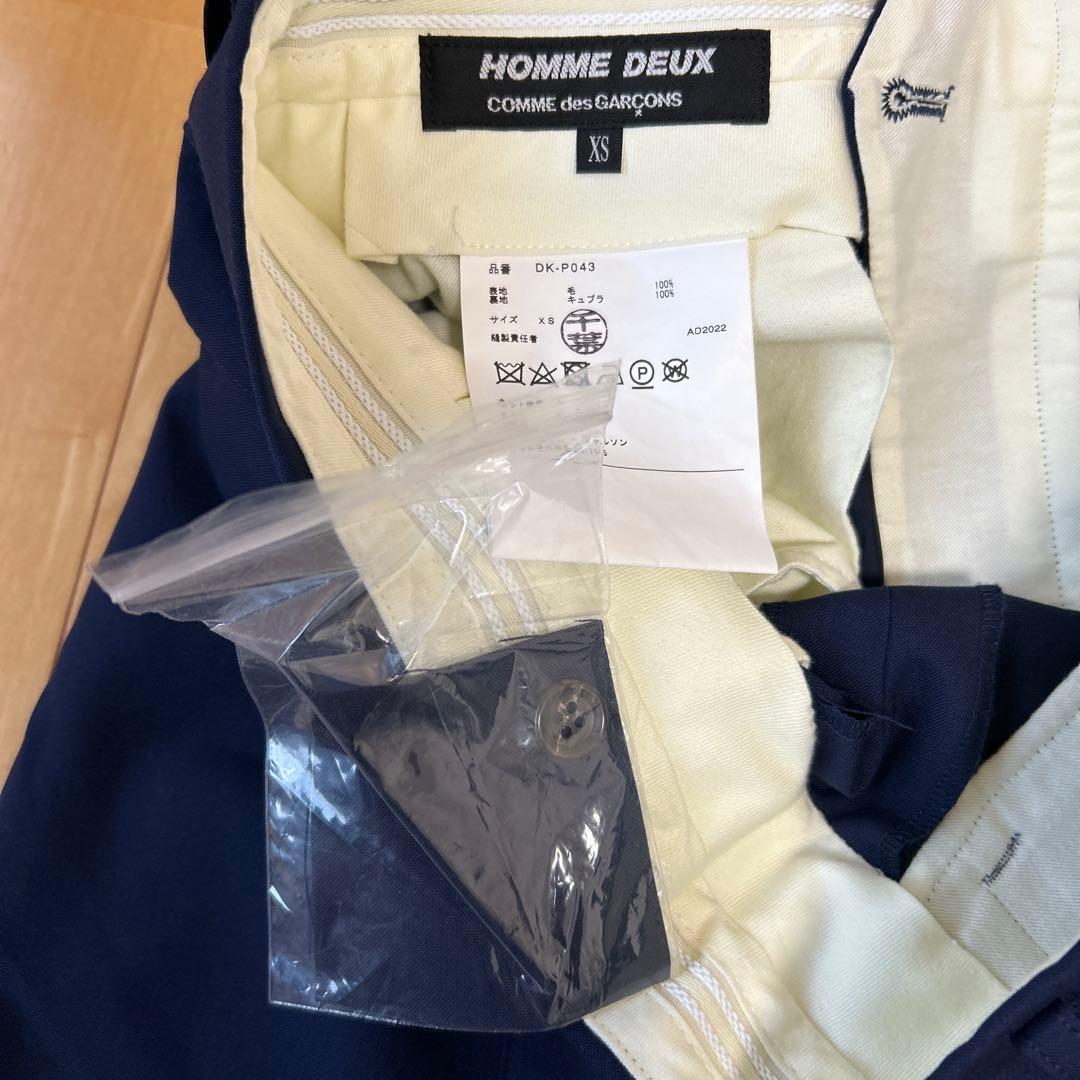 HOMME DEUX
COMME des GARÇONS
XS
品番 DK-P043
表地 毛 100%
裏地 キュプラ 100%
サイズ XS
千葉
縫製責任者
AD2022
P
W